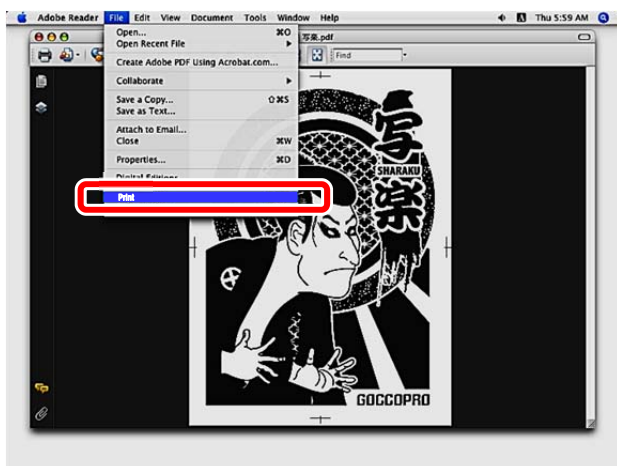 Adobe Reader File Edit View Document Tools Window Help Thu 5:59 AM
写楽.pdf
Open... ⌘O
Open Recent File
Find
Create Adobe PDF Using Acrobat.com...
Collaborate
Save a Copy... ⇧⌘S
Save as Text...
Attach to Email...
Close ⌘W
Properties... ⌘D
Digital Editions
Print
写
SHARAKU
楽
GOCCOPRO